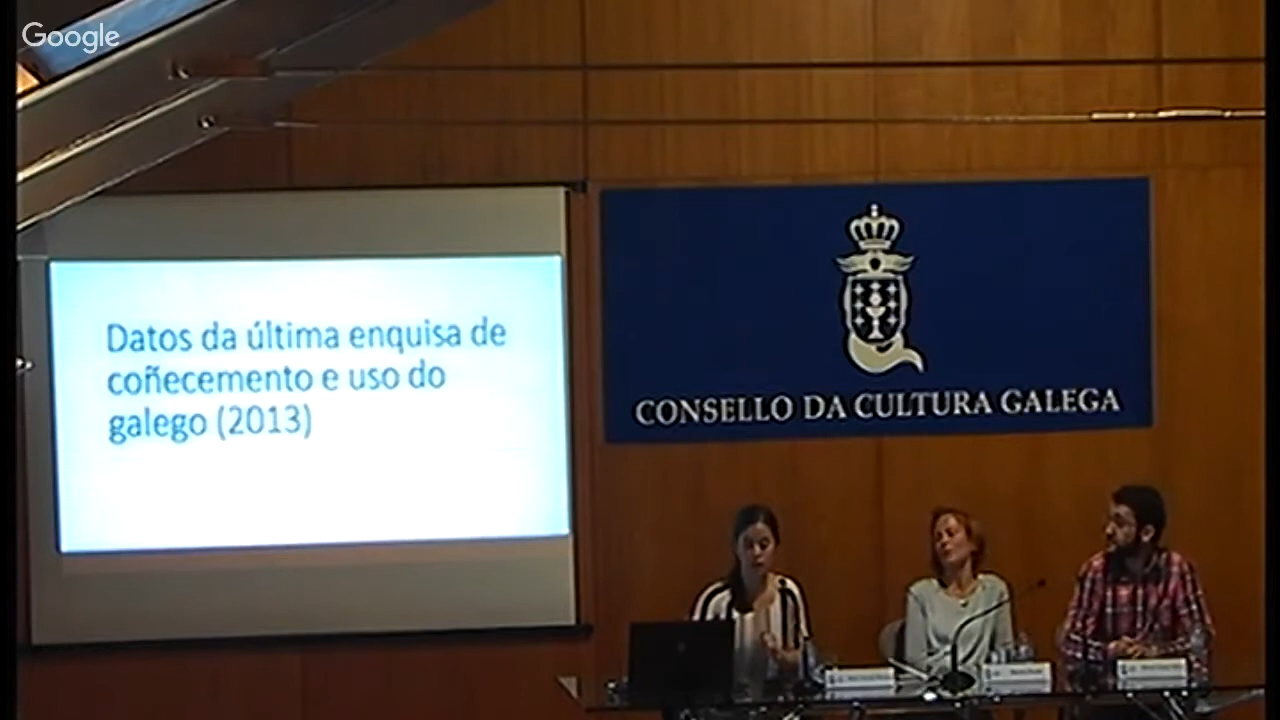 Google
Datos da última enquisa de
coñecemento e uso do
galego (2013)
CONSELLO DA CULTURA GALEGA